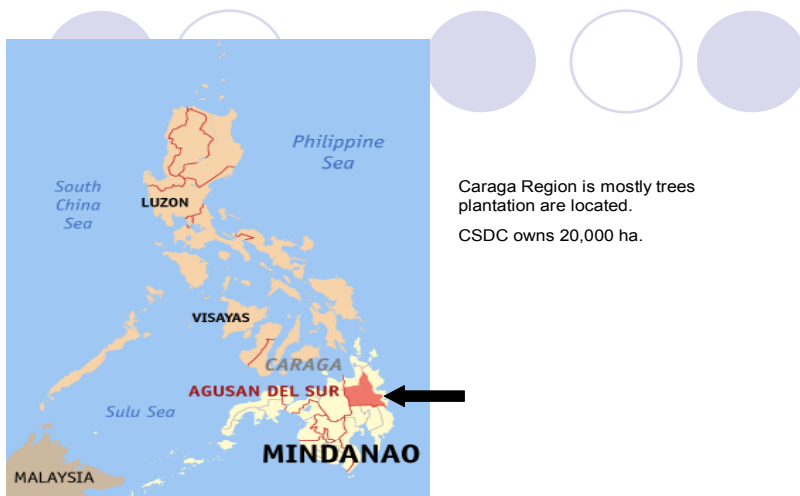 Philippine
Sea
South
China
Sea
LUZON
Caraga Region is mostly trees
plantation are located.
CSDC owns 20,000 ha.
VISAYAS
CARAGA
AGUSAN DEL SUR
Sulu Sea
MINDANAO
MALAYSIA